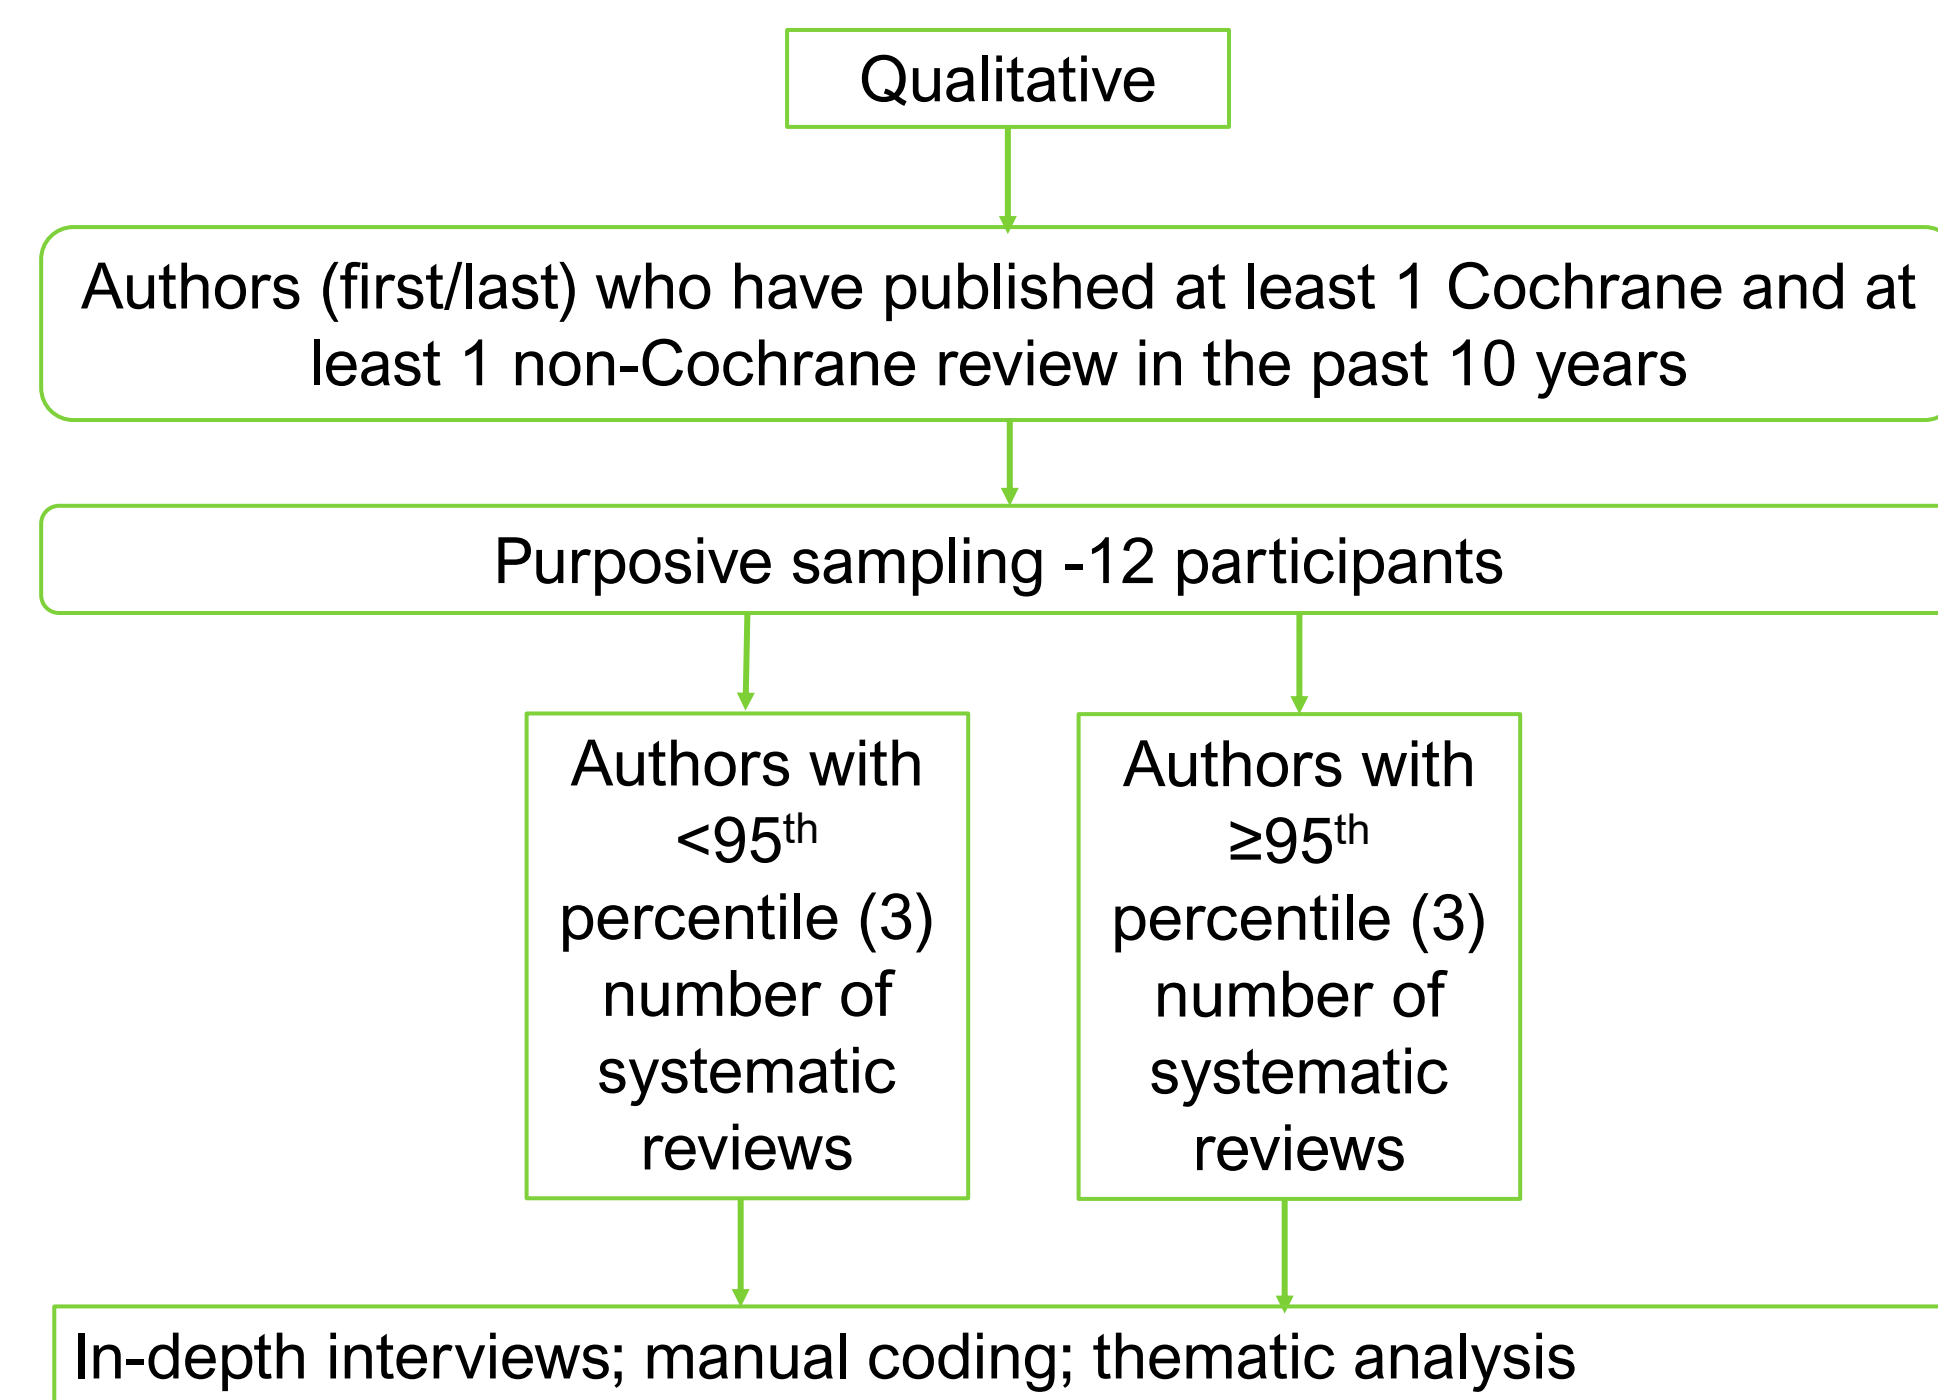 Qualitative
Authors (first/last) who have published at least 1 Cochrane and at
least 1 non-Cochrane review in the past 10 years
Purposive sampling -12 participants
Authors with
<95th
percentile (3)
number of
systematic
reviews
Authors with
≥95th
percentile (3)
number of
systematic
reviews
In-depth interviews; manual coding; thematic analysis